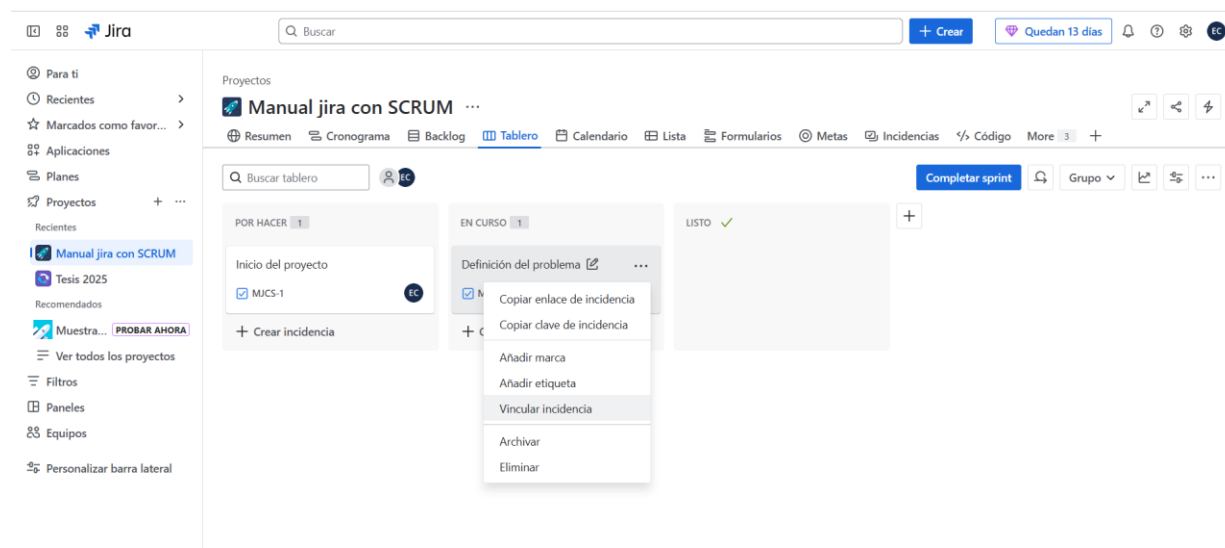 Jira
Buscar
+ Crear
Quedan 13 días
EC
Para ti
Recientes
Marcados como favor...
Aplicaciones
Planes
Proyectos
Recientes
Manual jira con SCRUM
Tesis 2025
Recomendados
Muestra... PROBAR AHORA
Ver todos los proyectos
Filtros
Paneles
Equipos
Personalizar barra lateral
Proyectos
Manual jira con SCRUM ...
Resumen Cronograma Backlog Tablero Calendario Lista Formularios Metas Incidencias Código More 3 +
Buscar tablero EC Completar sprint Grupo
POR HACER 1
Inicio del proyecto
MJCS-1 EC
+ Crear incidencia
EN CURSO 1
Definición del problema ...
M
+ C
LISTO
Copiar enlace de incidencia
Copiar clave de incidencia
Añadir marca
Añadir etiqueta
Vincular incidencia
Archivar
Eliminar